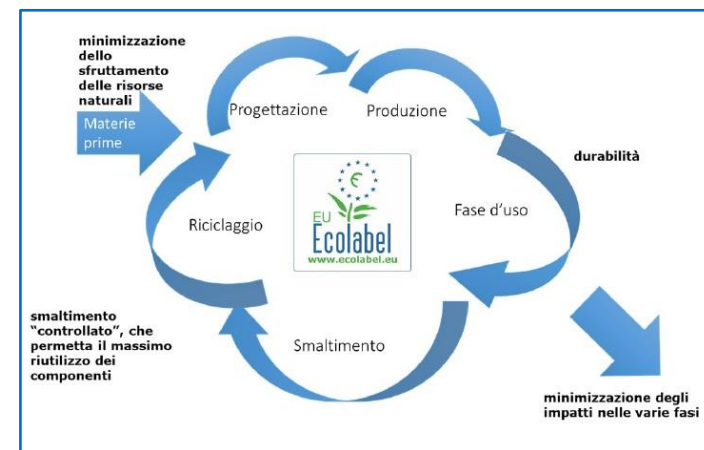 minimizzazione
dello
sfruttamento
delle risorse
naturali
Materie
prime
Progettazione
Produzione
durabilità
Fase d'uso
Riciclaggio
EU
Ecolabel
www.ecolabel.eu
smaltimento
"controllato", che
permetta il massimo
riutilizzo dei
componenti
Smaltimento
minimizzazione degli
impatti nelle varie fasi